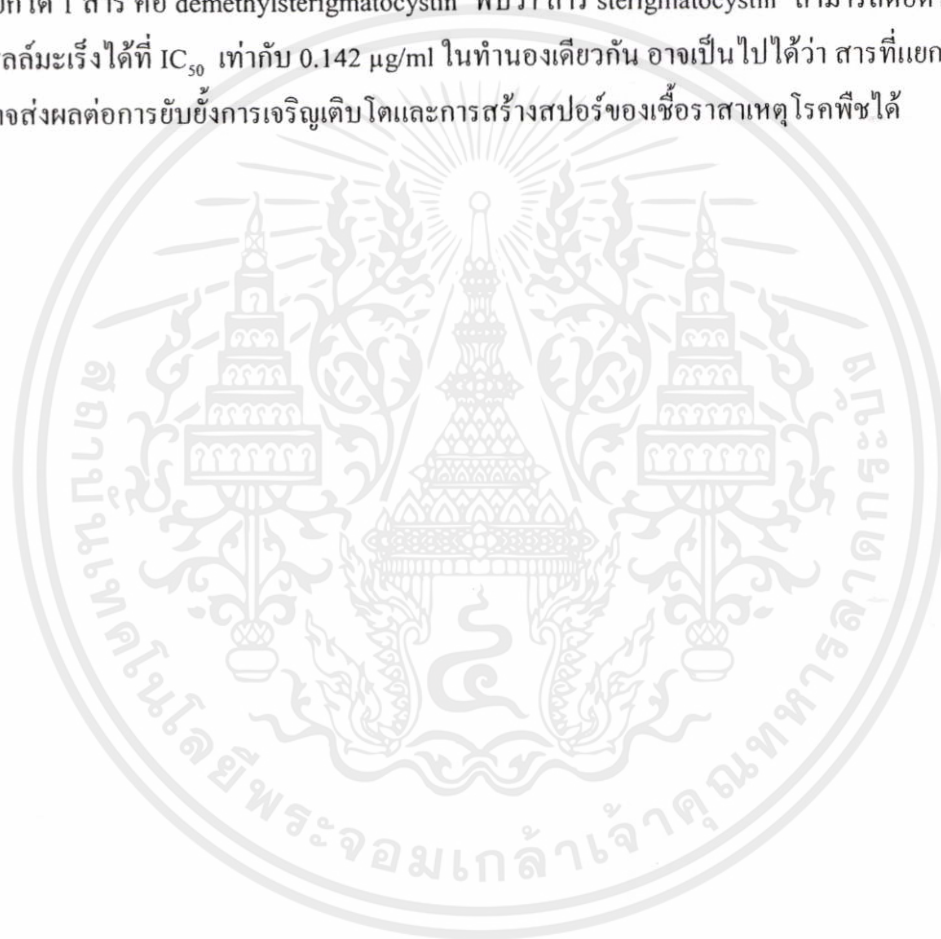 1 สาร คือ demethylsterigmatocystin พบว่า สาร sterigmatocystin
ลล์มะเร็งได้ที่ IC₅₀ เท่ากับ 0.142 µg/ml ในทำนองเดียวกัน อาจเป็นไปได้ว่า สารที่แยก
าจส่งผลต่อการยับยั้งการเจริญเติบโตและการสร้างสปอร์ของเชื้อราสาเหตุโรคพืชได้
สถาบันเทคโนโลยีพระจอมเกล้าเจ้าคุณทหารลาดกระบัง
๔